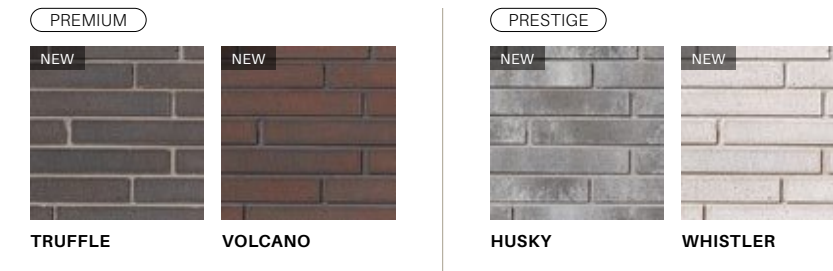 PREMIUM
NEW
NEW
TRUFFLE
VOLCANO
PRESTIGE
NEW
NEW
HUSKY
WHISTLER